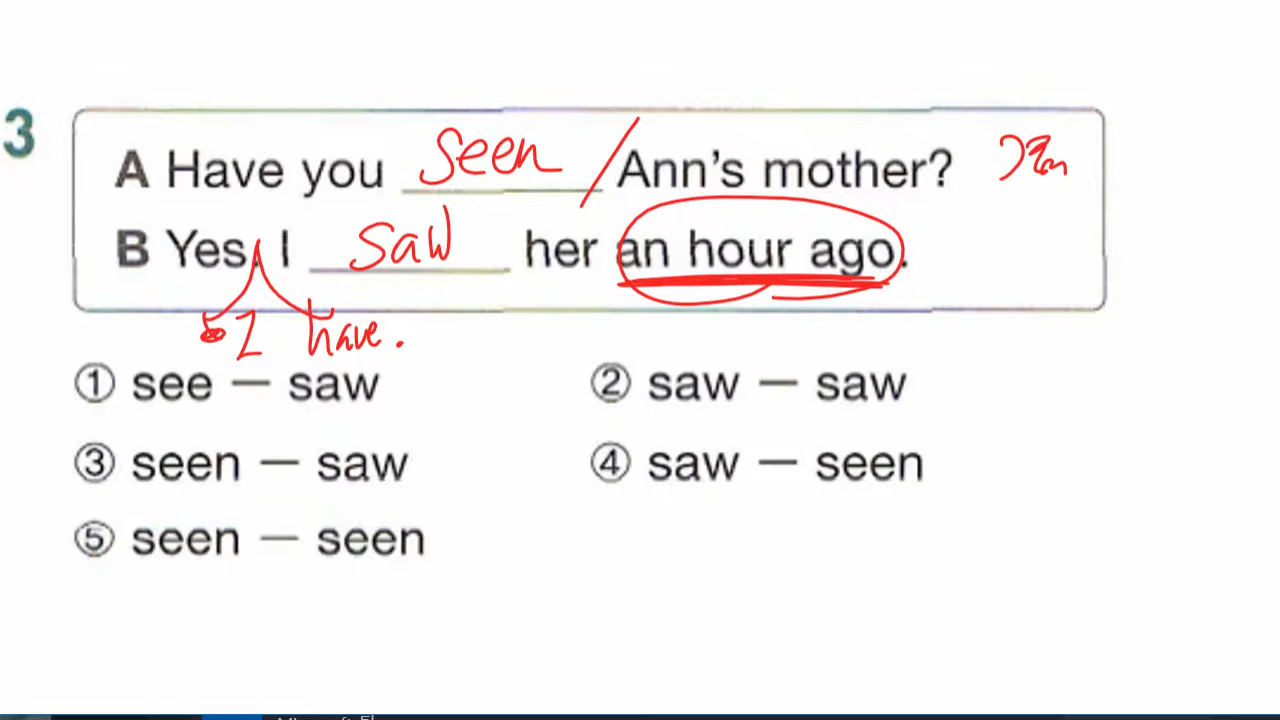 3
A Have you seen / Ann's mother?
B Yes. I saw her an hour ago.
I have.
① see — saw
② saw — saw
③ seen — saw
④ saw — seen
⑤ seen — seen